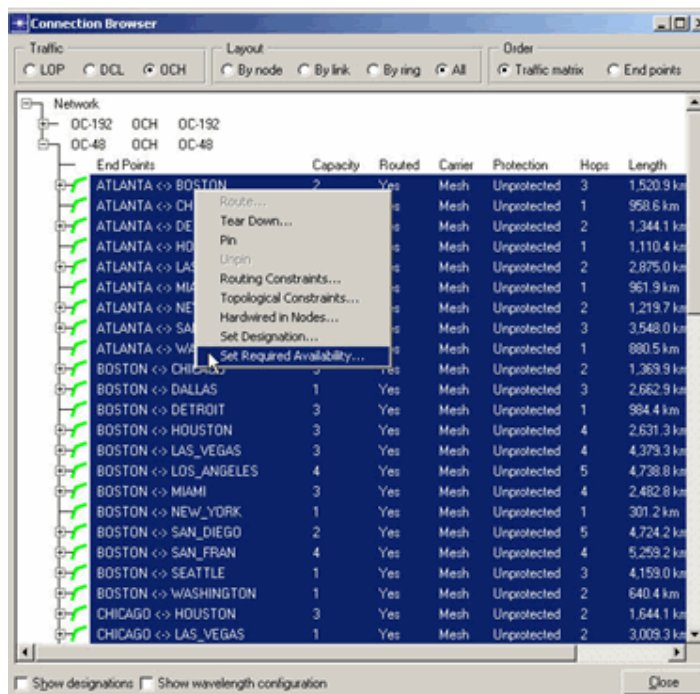 Connection Browser
Traffic Layout Order
LOP DCL OCH By node By link By ring All Traffic matrix End points
Network
OC-192 OCH OC-192
OC-48 OCH OC-48
End Points Capacity Routed Carrier Protection Hops Length
ATLANTA <-> BOSTON 2 Yes Mesh Unprotected 3 1,520.9 km
ATLANTA <-> CH Mesh Unprotected 1 958.6 km
ATLANTA <-> DE Mesh Unprotected 2 1,344.1 km
ATLANTA <-> HO Mesh Unprotected 1 1,110.4 km
ATLANTA <-> LAS Mesh Unprotected 2 2,875.0 km
ATLANTA <-> MIA Mesh Unprotected 1 961.9 km
ATLANTA <-> NE Mesh Unprotected 2 1,219.7 km
ATLANTA <-> SA Mesh Unprotected 3 3,548.0 km
ATLANTA <-> WA Mesh Unprotected 1 880.5 km
Route...
Tear Down...
Pin
Unpin
Routing Constraints...
Topological Constraints...
Hardwired in Nodes...
Set Designation...
Set Required Availability...
BOSTON <-> CHICAGO Yes Mesh Unprotected 2 1,369.9 km
BOSTON <-> DALLAS 1 Yes Mesh Unprotected 3 2,662.9 km
BOSTON <-> DETROIT 3 Yes Mesh Unprotected 1 984.4 km
BOSTON <-> HOUSTON 3 Yes Mesh Unprotected 4 2,631.3 km
BOSTON <-> LAS_VEGAS 3 Yes Mesh Unprotected 4 4,379.3 km
BOSTON <-> LOS_ANGELES 4 Yes Mesh Unprotected 5 4,738.8 km
BOSTON <-> MIAMI 3 Yes Mesh Unprotected 4 2,482.8 km
BOSTON <-> NEW_YORK 1 Yes Mesh Unprotected 1 301.2 km
BOSTON <-> SAN_DIEGO 2 Yes Mesh Unprotected 5 4,724.2 km
BOSTON <-> SAN_FRAN 4 Yes Mesh Unprotected 4 5,259.2 km
BOSTON <-> SEATTLE 1 Yes Mesh Unprotected 3 4,159.0 km
BOSTON <-> WASHINGTON 1 Yes Mesh Unprotected 2 640.4 km
CHICAGO <-> HOUSTON 3 Yes Mesh Unprotected 2 1,644.1 km
CHICAGO <-> LAS_VEGAS 1 Yes Mesh Unprotected 2 3,009.3 km
Show designations Show wavelength configuration Close